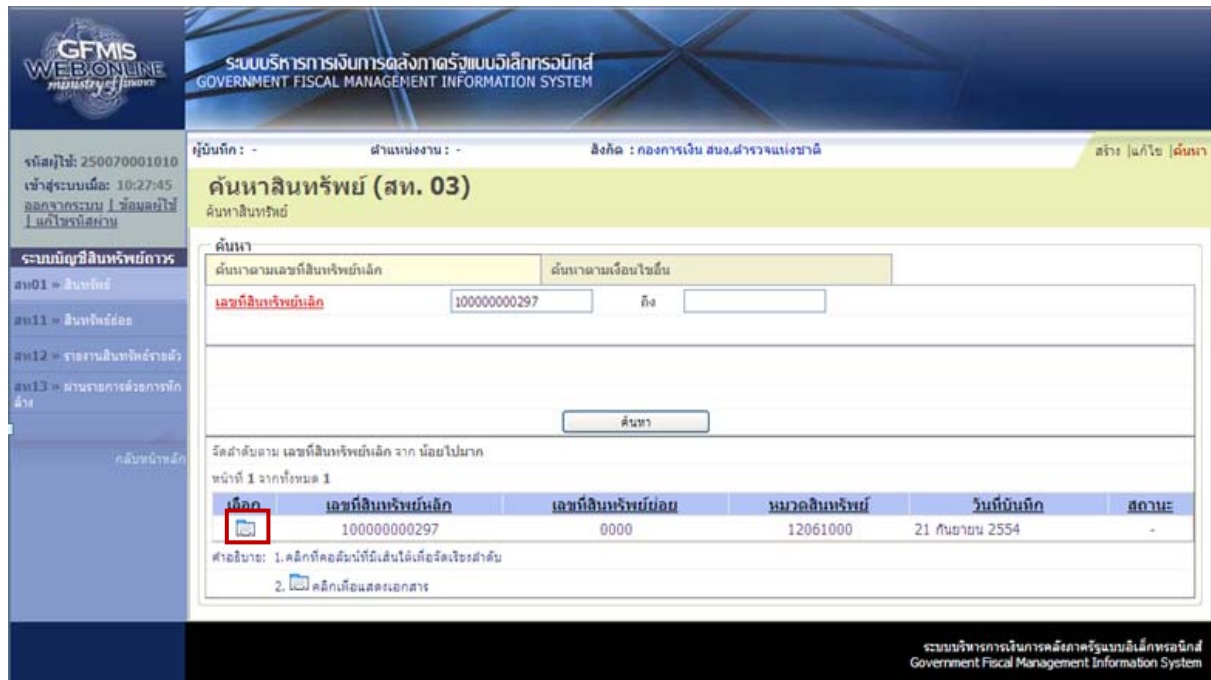 GFMIS
WEB ONLINE
ministry of finance
ระบบบริหารการเงินการคลังภาครัฐแบบอิเล็กทรอนิกส์
GOVERNMENT FISCAL MANAGEMENT INFORMATION SYSTEM
รหัสผู้ใช้: 250070001010
เข้าสู่ระบบเมื่อ: 10:27:45
ออกจากระบบ | ข้อมูลผู้ใช้
| แก้ไขรหัสผ่าน
ระบบบัญชีสินทรัพย์ถาวร
สท01 » สินทรัพย์
สท11 » สินทรัพย์ย่อย
สท12 » รายงานสินทรัพย์รายตัว
สท13 » ผ่านรายการด้วยการหัก
ล้าง
กลับหน้าหลัก
ผู้บันทึก : - ตำแหน่งงาน : - สังกัด : กองการเงิน สนง.ตำรวจแห่งชาติ
สร้าง |แก้ไข |ค้นหา
ค้นหาสินทรัพย์ (สท. 03)
ค้นหาสินทรัพย์
ค้นหา
ค้นหาตามเลขที่สินทรัพย์หลัก ค้นหาตามเงื่อนไขอื่น
เลขที่สินทรัพย์หลัก 100000000297 ถึง
ค้นหา
จัดลำดับตาม เลขที่สินทรัพย์หลัก จาก น้อยไปมาก
หน้าที่ 1 จากทั้งหมด 1
เลือก เลขที่สินทรัพย์หลัก เลขที่สินทรัพย์ย่อย หมวดสินทรัพย์ วันที่บันทึก สถานะ
100000000297 0000 12061000 21 กันยายน 2554 -
คำอธิบาย: 1.คลิกที่คอลัมน์ที่มีเส้นใต้เพื่อจัดเรียงลำดับ
2. คลิกเพื่อแสดงเอกสาร
ระบบบริหารการเงินการคลังภาครัฐแบบอิเล็กทรอนิกส์
Government Fiscal Management Information System